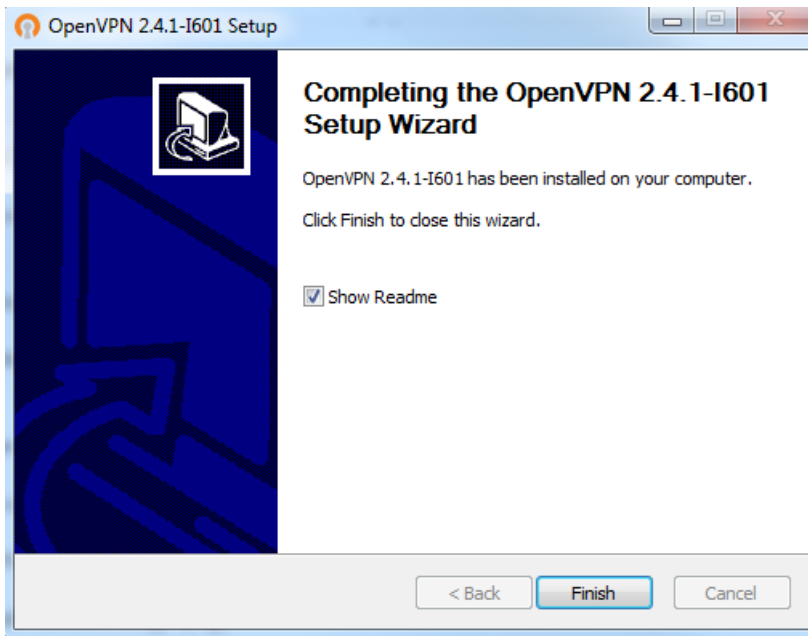 OpenVPN 2.4.1-I601 Setup
Completing the OpenVPN 2.4.1-I601
Setup Wizard
OpenVPN 2.4.1-I601 has been installed on your computer.
Click Finish to close this wizard.
Show Readme
< Back
Finish
Cancel